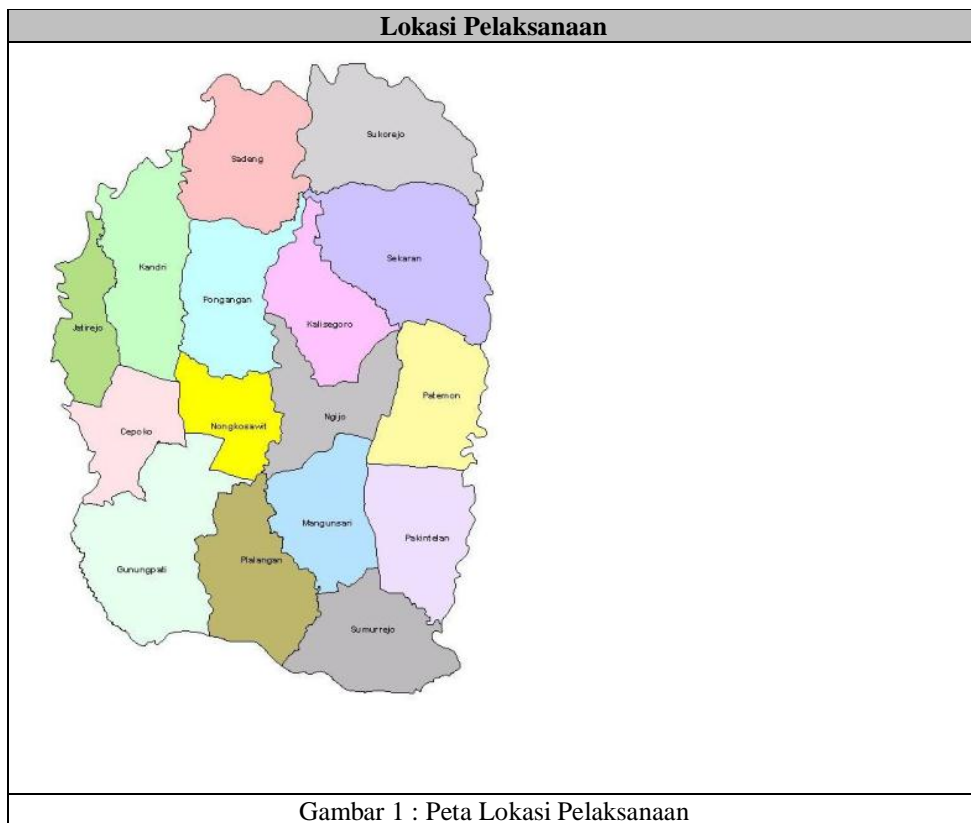 Lokasi Pelaksanaan
Sukorejo
Sadeng
Sekaran
Kandri
Pongangan
Kalisegoro
Jatirejo
Patemon
Ngijo
Nongkosawit
Cepoko
Mangunsari
Pakintelan
Plalangan
Gunungpati
Sumurrejo
Gambar 1 : Peta Lokasi Pelaksanaan